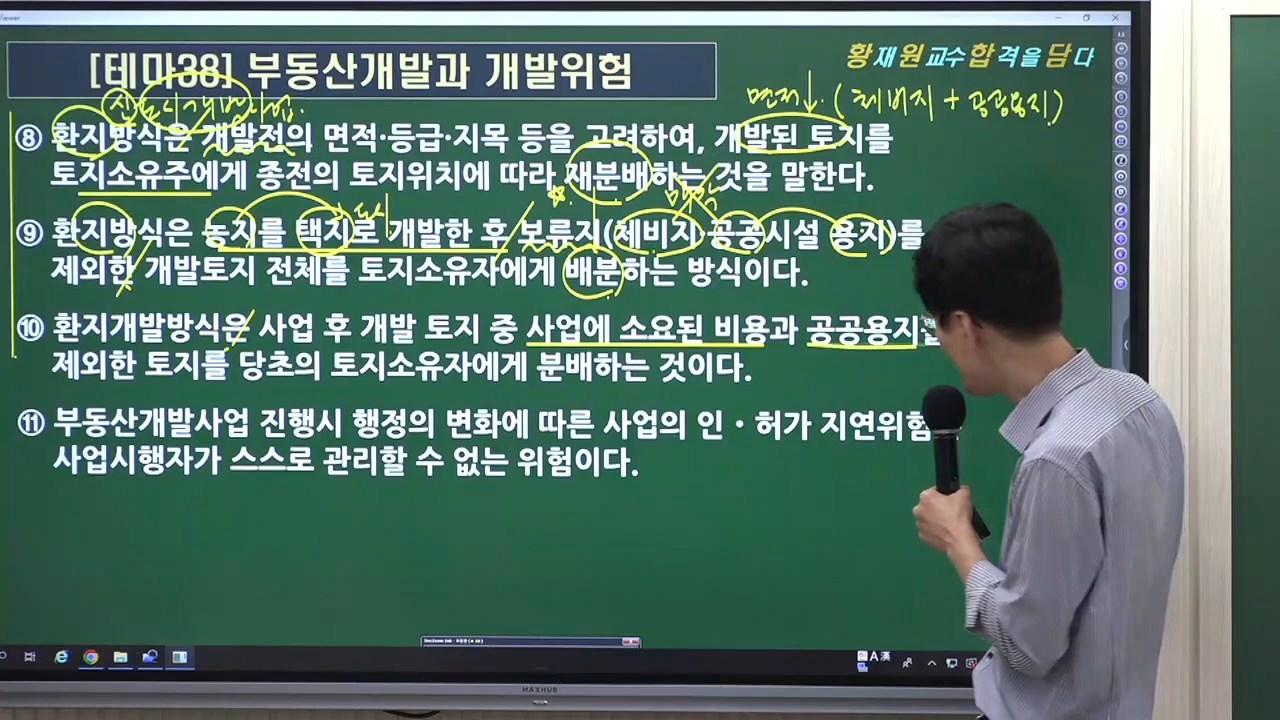 황재원교수합격을담다
[테마38] 부동산개발과 개발위험
면적↓. (체비지 + 공공용지)
⑧ 환지방식은 개발전의 면적·등급·지목 등을 고려하여, 개발된 토지를
토지소유주에게 종전의 토지위치에 따라 재분배하는 것을 말한다.
⑨ 환지방식은 농지를 택지로 개발한 후 보류지(체비지·공공시설 용지)를
제외한 개발토지 전체를 토지소유자에게 배분하는 방식이다.
⑩ 환지개발방식은 사업 후 개발 토지 중 사업에 소요된 비용과 공공용지를
제외한 토지를 당초의 토지소유자에게 분배하는 것이다.
⑪ 부동산개발사업 진행시 행정의 변화에 따른 사업의 인·허가 지연위험
사업시행자가 스스로 관리할 수 없는 위험이다.
A 漢
MAXHUB